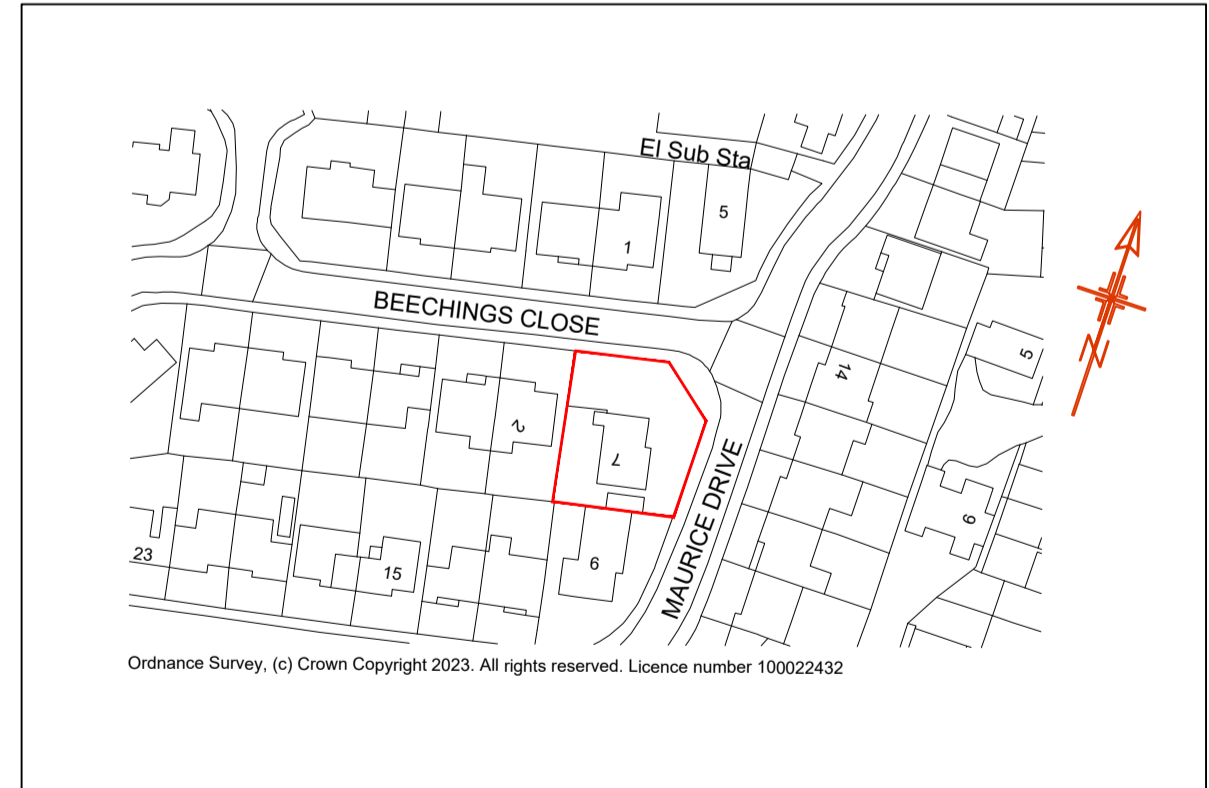 El Sub Sta
5
1
BEECHINGS CLOSE
14
5
2
7
MAURICE DRIVE
9
23
15
6
N
Ordnance Survey, (c) Crown Copyright 2023. All rights reserved. Licence number 100022432